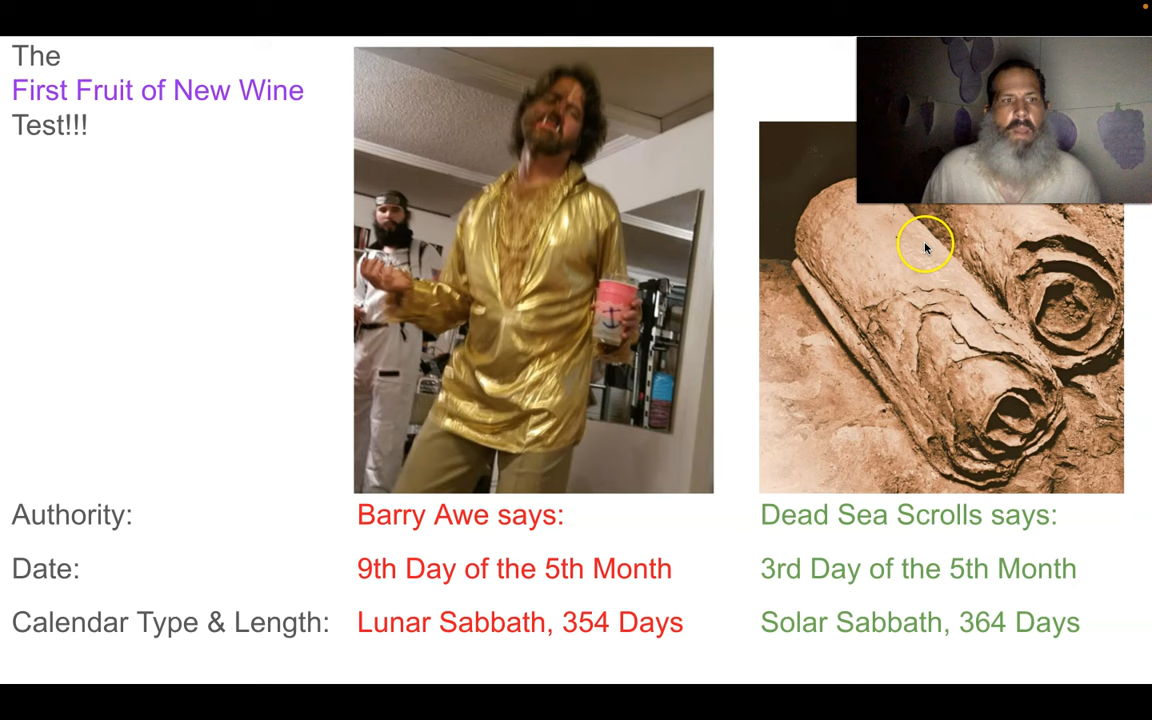 The
First Fruit of New Wine
Test!!!
Authority: Barry Awe says: Dead Sea Scrolls says:
Date: 9th Day of the 5th Month 3rd Day of the 5th Month
Calendar Type & Length: Lunar Sabbath, 354 Days Solar Sabbath, 364 Days